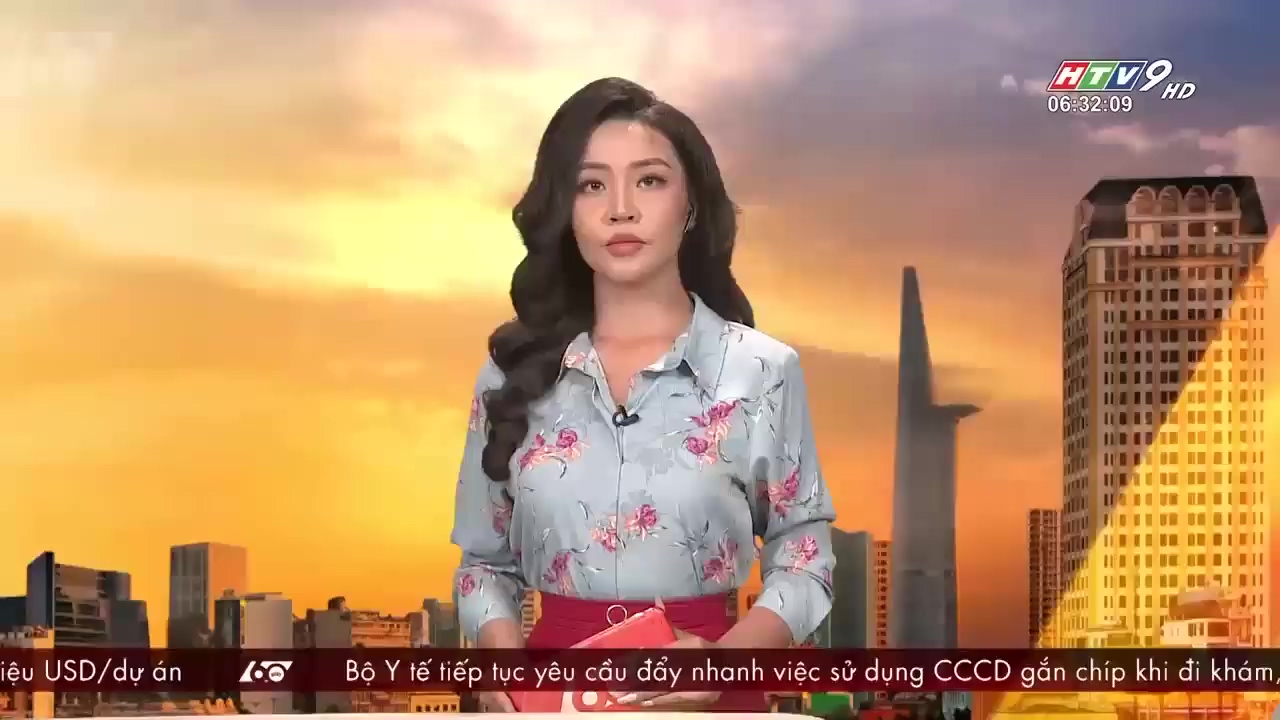 HTV9 HD
06:32:09
iệu USD/dự án 60 Bộ Y tế tiếp tục yêu cầu đẩy nhanh việc sử dụng CCCD gắn chíp khi đi khám,